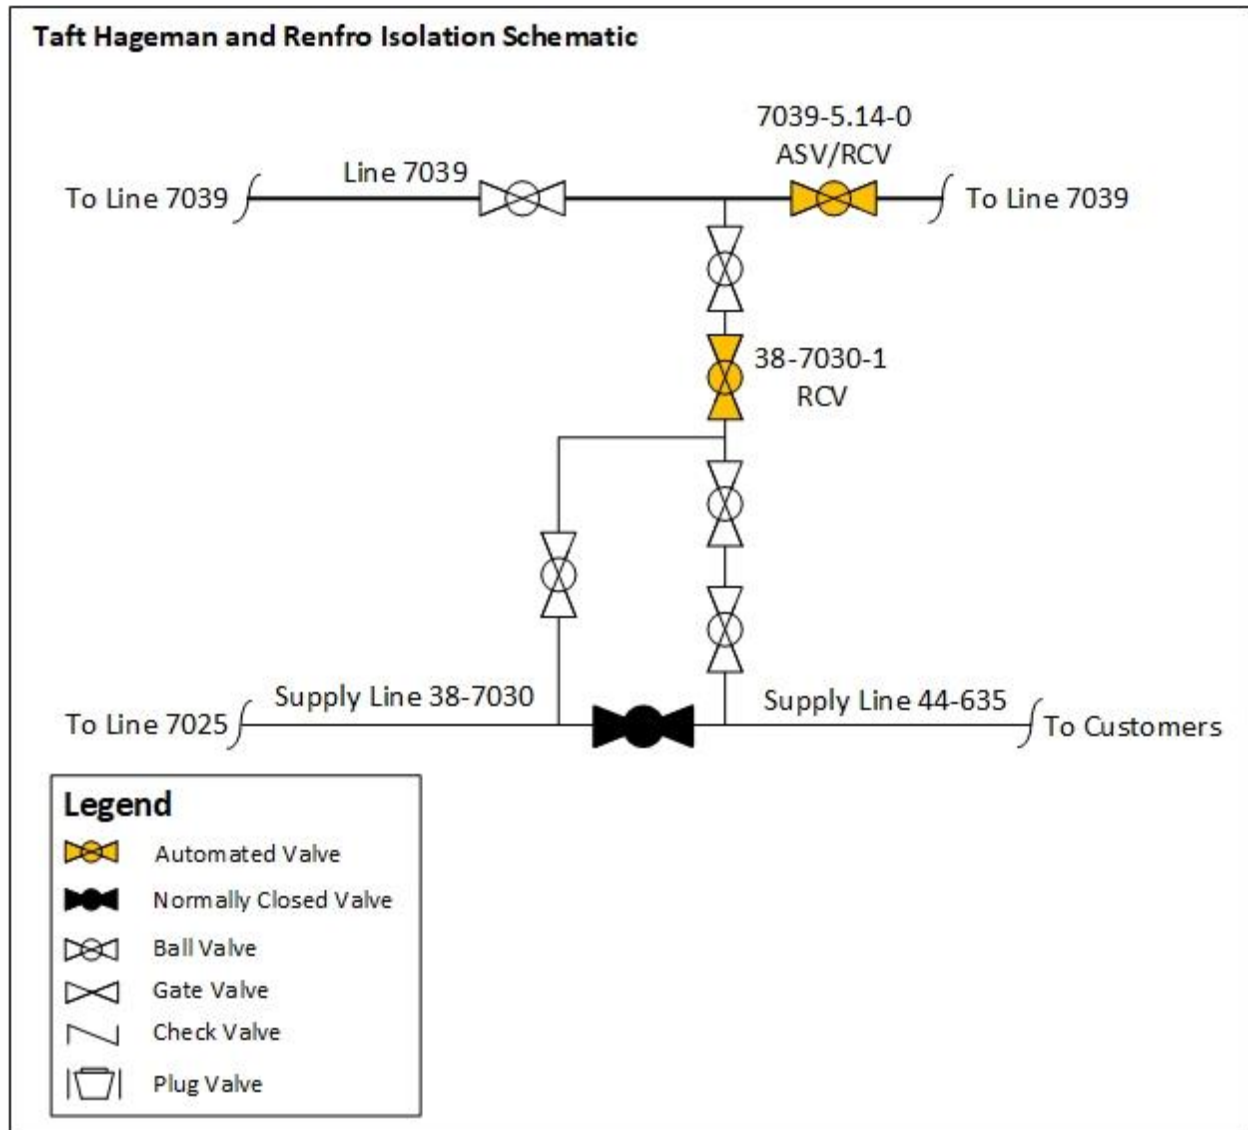 Taft Hageman and Renfro Isolation Schematic
7039-5.14-0
ASV/RCV
Line 7039
To Line 7039
To Line 7039
38-7030-1
RCV
Supply Line 38-7030
Supply Line 44-635
To Line 7025
To Customers
Legend
Automated Valve
Normally Closed Valve
Ball Valve
Gate Valve
Check Valve
Plug Valve